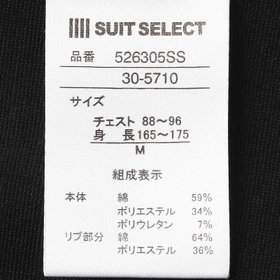 SUIT SELECT
品番 526305SS
30-5710
サイズ
チェスト 88～96
身　長 165～175
M
組成表示
本体 綿 59%
ポリエステル 34%
ポリウレタン 7%
リブ部分 綿 64%
ポリエステル 36%